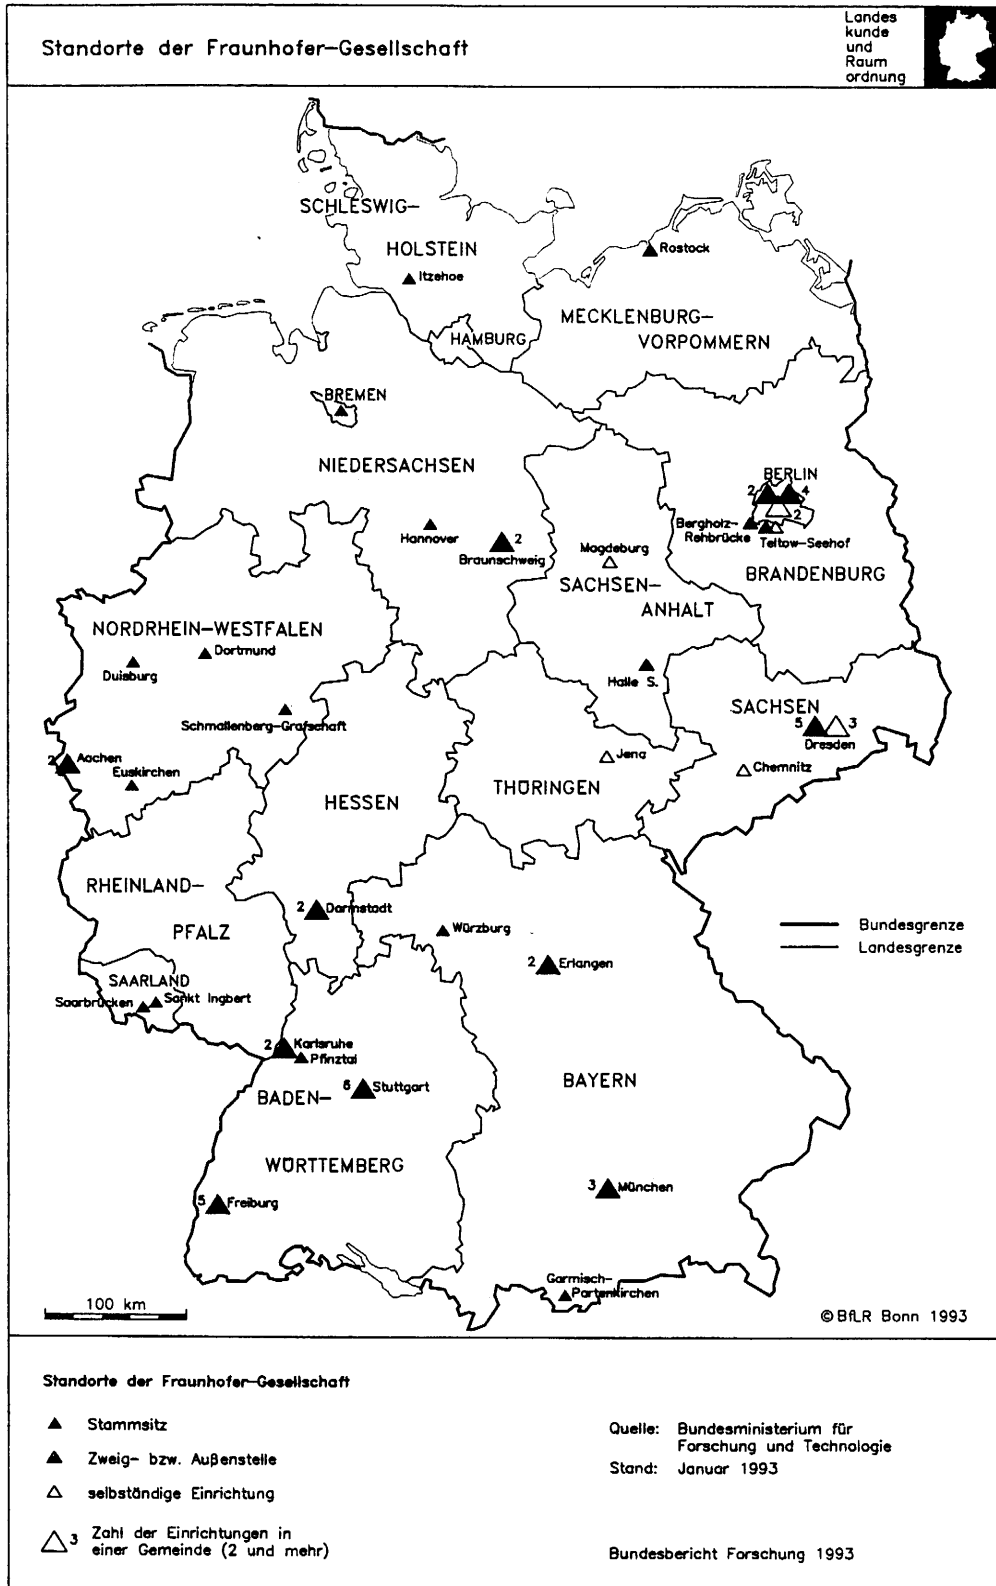 Standorte der Fraunhofer-Gesellschaft
Landes
kunde
und
Raum
ordnung
SCHLESWIG-
HOLSTEIN
Itzehoe
Rostock
MECKLENBURG-
VORPOMMERN
HAMBURG
BREMEN
NIEDERSACHSEN
BERLIN
2 4
2
Hannover
2
Braunschweig
Bergholz-
Rehbrücke
Teltow-Seehof
Magdeburg
SACHSEN-
ANHALT
BRANDENBURG
NORDRHEIN-WESTFALEN
Dortmund
Duisburg
Halle S.
Schmallenberg-Grafschaft
SACHSEN
5 3
Dresden
2 Aachen
Euskirchen
Jena
Chemnitz
HESSEN
THÜRINGEN
RHEINLAND-
PFALZ
2 Darmstadt
Würzburg
Bundesgrenze
Landesgrenze
2 Erlangen
SAARLAND
Saarbrücken
Sankt Ingbert
2 Karlsruhe
Pfinztal
6 Stuttgart
BADEN-
WÜRTTEMBERG
BAYERN
5 Freiburg
3 München
Garmisch-
Partenkirchen
100 km
© BfLR Bonn 1993
Standorte der Fraunhofer-Gesellschaft
Stammsitz
Zweig- bzw. Außenstelle
selbständige Einrichtung
3 Zahl der Einrichtungen in
einer Gemeinde (2 und mehr)
Quelle: Bundesministerium für
Forschung und Technologie
Stand: Januar 1993
Bundesbericht Forschung 1993